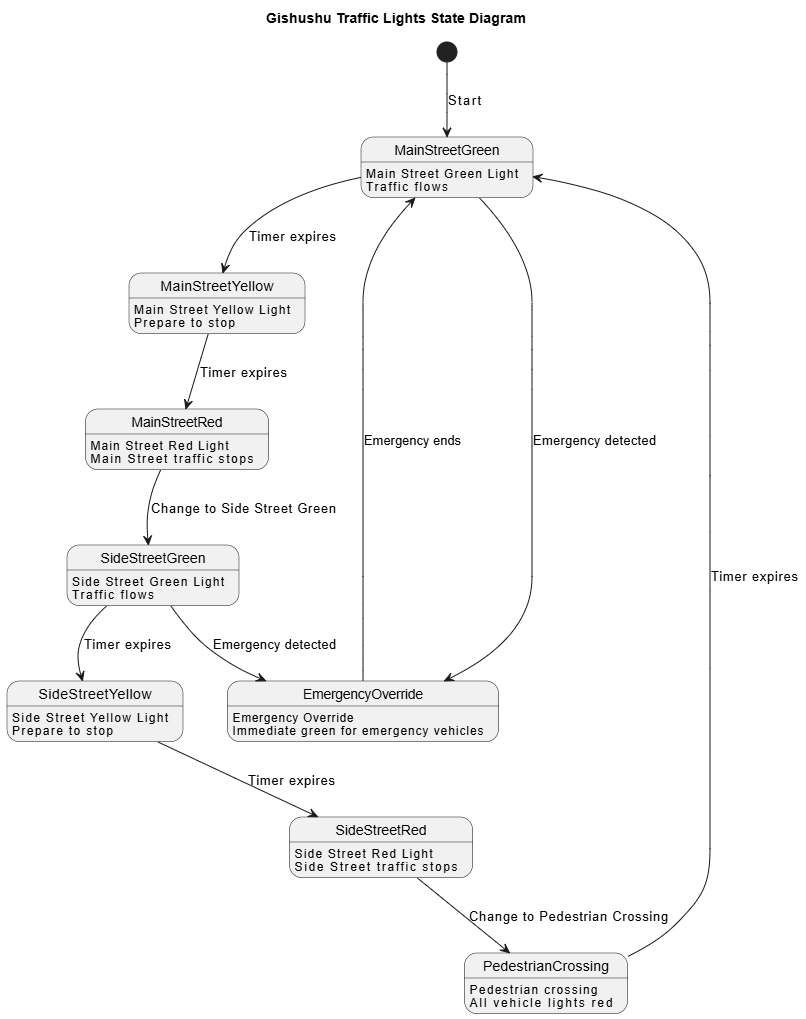 Gishushu Traffic Lights State Diagram
Start
MainStreetGreen
Main Street Green Light
Traffic flows
Timer expires
MainStreetYellow
Main Street Yellow Light
Prepare to stop
Timer expires
MainStreetRed
Main Street Red Light
Main Street traffic stops
Emergency ends
Emergency detected
Change to Side Street Green
SideStreetGreen
Side Street Green Light
Traffic flows
Timer expires
Timer expires
Emergency detected
SideStreetYellow
Side Street Yellow Light
Prepare to stop
EmergencyOverride
Emergency Override
Immediate green for emergency vehicles
Timer expires
SideStreetRed
Side Street Red Light
Side Street traffic stops
Change to Pedestrian Crossing
PedestrianCrossing
Pedestrian crossing
All vehicle lights red